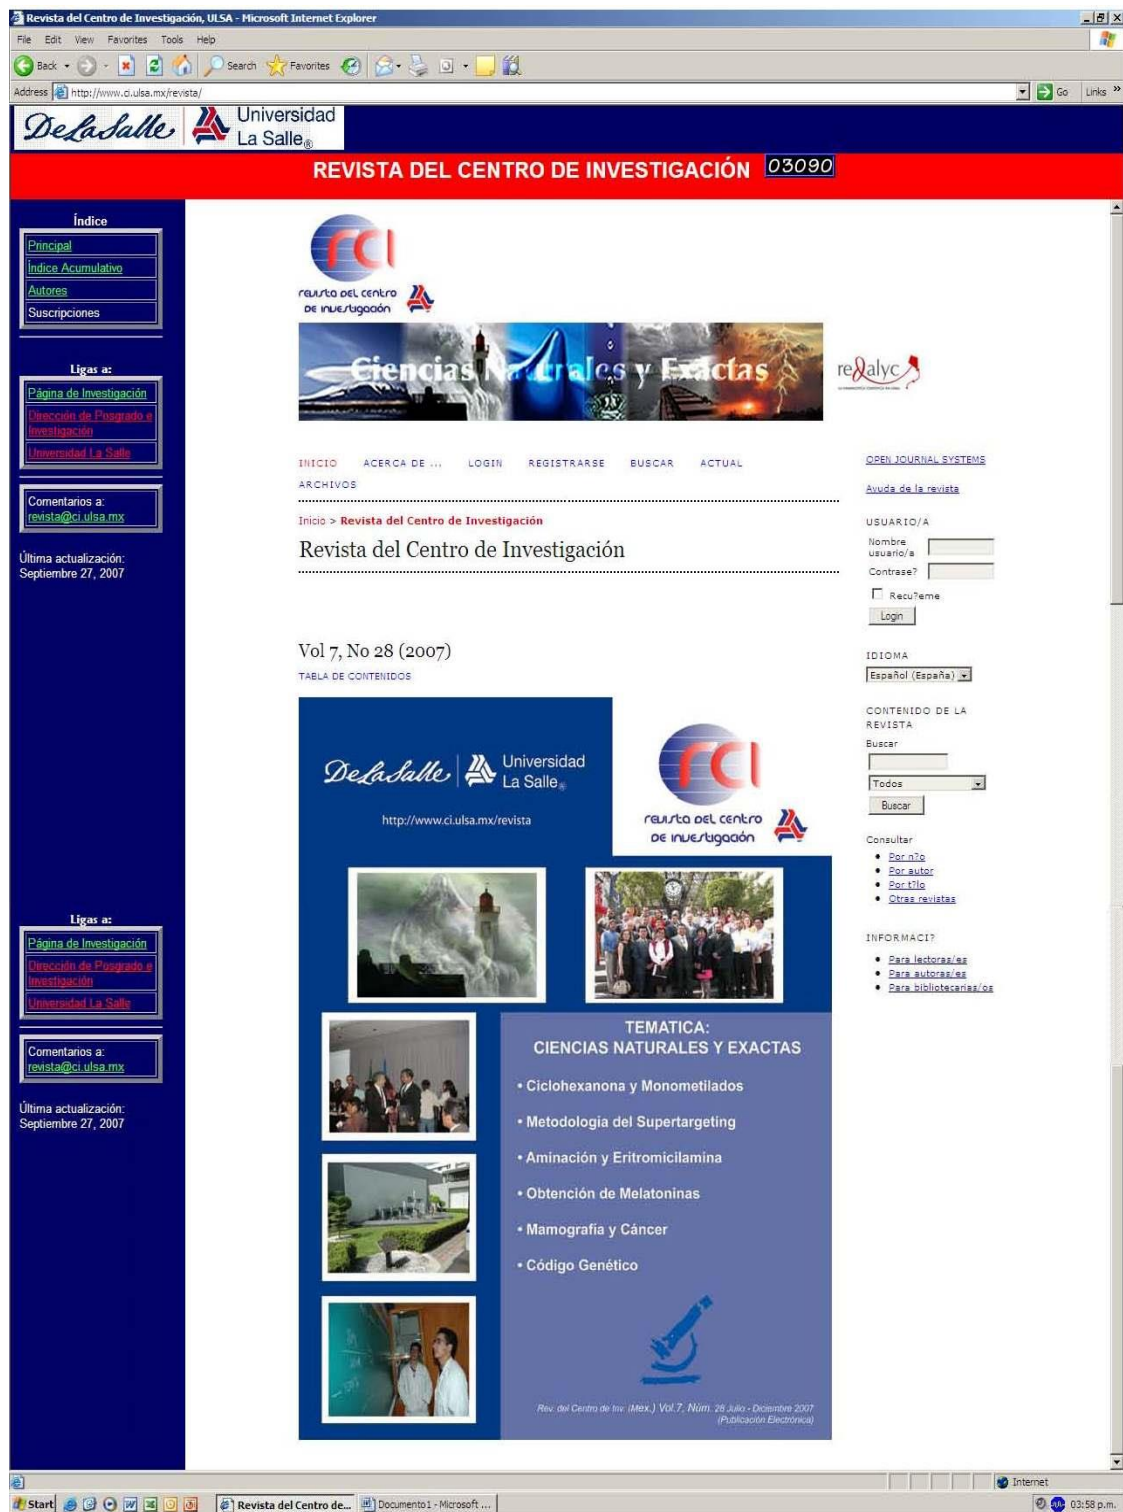 Revista del Centro de Investigación, ULSA - Microsoft Internet Explorer
File Edit View Favorites Tools Help
Back Search Favorites
Address http://www.ci.ulsa.mx/revista/ Go Links »
De La Salle Universidad
La Salle®
REVISTA DEL CENTRO DE INVESTIGACIÓN 03090
Índice
Principal
Índice Acumulativo
Autores
Suscripciones
Ligas a:
Página de Investigación
Dirección de Posgrado e
Investigación
Universidad La Salle
Comentarios a:
revista@ci.ulsa.mx
Última actualización:
Septiembre 27, 2007
Ligas a:
Página de Investigación
Dirección de Posgrado e
Investigación
Universidad La Salle
Comentarios a:
revista@ci.ulsa.mx
Última actualización:
Septiembre 27, 2007
rci
revista del centro
de investigación
Ciencias Naturales y Exactas
redalyc
INICIO ACERCA DE ... LOGIN REGISTRARSE BUSCAR ACTUAL
ARCHIVOS
Inicio > Revista del Centro de Investigación
Revista del Centro de Investigación
Vol 7, No 28 (2007)
TABLA DE CONTENIDOS
De La Salle Universidad
La Salle®
http://www.ci.ulsa.mx/revista
rci
revista del centro
de investigación
TEMATICA:
CIENCIAS NATURALES Y EXACTAS
• Ciclohexanona y Monometilados
• Metodologia del Supertargeting
• Aminación y Eritromicilamina
• Obtención de Melatoninas
• Mamografía y Cáncer
• Código Genético
Rev. del Centro de Inv. (Mex.) Vol.7, Núm. 28 Julio - Diciembre 2007
(Publicación Electrónica)
OPEN JOURNAL SYSTEMS
Ayuda de la revista
USUARIO/A
Nombre
usuario/a
Contrase?
Recu?eme
Login
IDIOMA
Español (España)
CONTENIDO DE LA
REVISTA
Buscar
Todos
Buscar
Consultar
• Por n?o
• Por autor
• Por t?lo
• Otras revistas
INFORMACI?
• Para lectoras/es
• Para autoras/es
• Para bibliotecarias/os
Internet
Start Revista del Centro de... Documento1 - Microsoft ... 03:58 p.m.